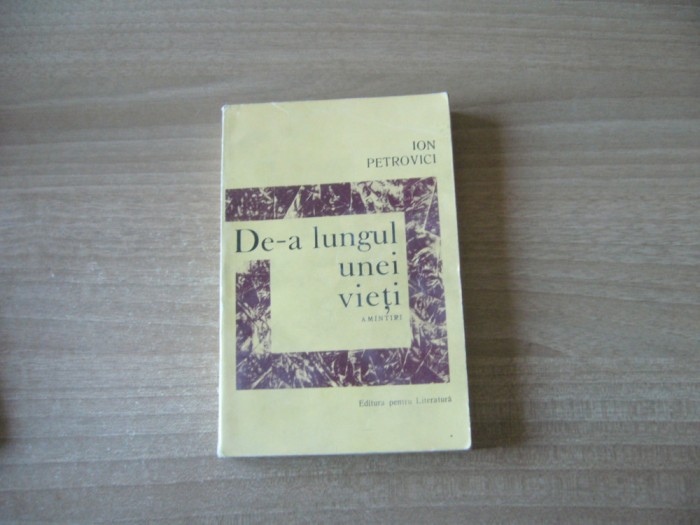 ION
PETROVICI
De-a lungul
unei
vieți
AMINTIRI
Editura pentru Literatură